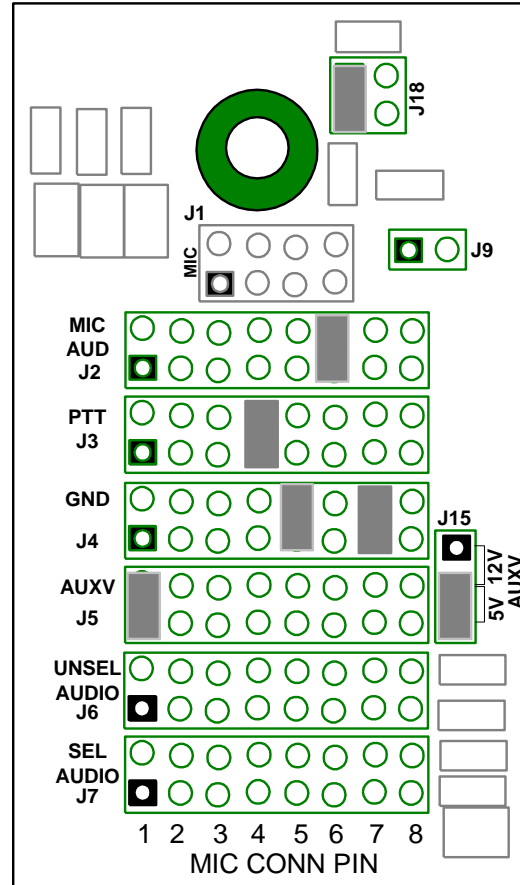 J18
J1
MIC
J9
MIC
AUD
J2
PTT
J3
GND
J4
J15
12V
5V
AUXV
AUXV
J5
UNSEL
AUDIO
J6
SEL
AUDIO
J7
1 2 3 4 5 6 7 8
MIC CONN PIN